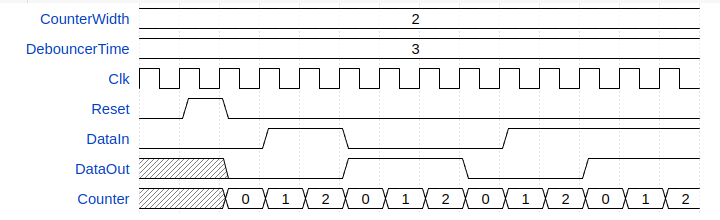 CounterWidth 2
DebouncerTime 3
Clk
Reset
DataIn
DataOut
Counter 0 1 2 0 1 2 0 1 2 0 1 2